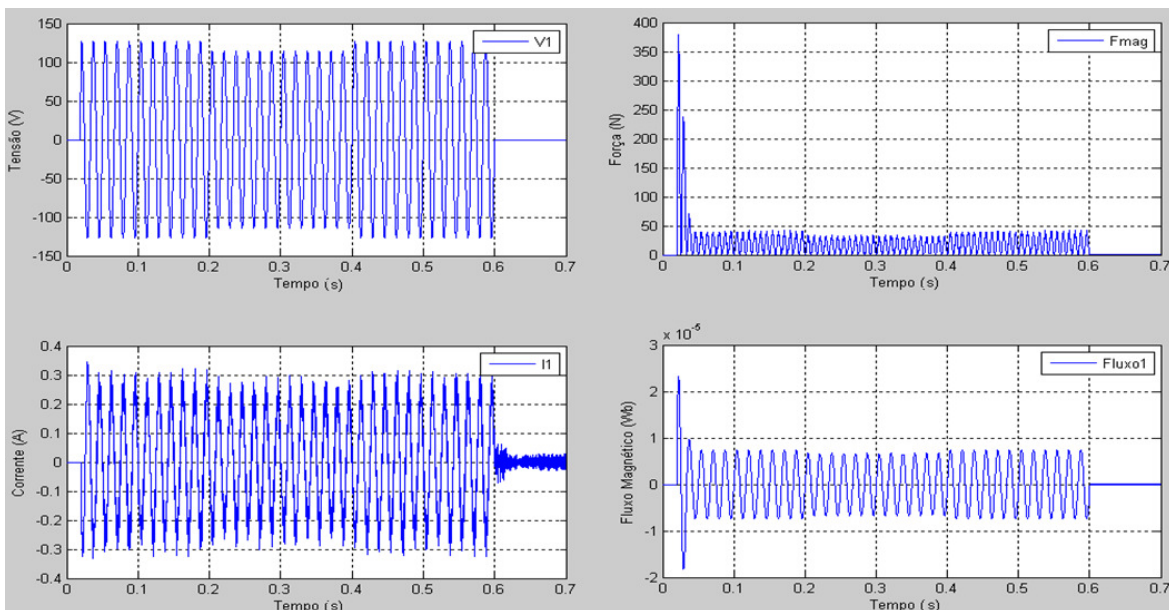 150
100
50
0
-50
-100
-150
Tensão (V)
V1
0 0.1 0.2 0.3 0.4 0.5 0.6 0.7
Tempo (s)
400
350
300
250
200
150
100
50
0
Força (N)
Fmag
0 0.1 0.2 0.3 0.4 0.5 0.6 0.7
Tempo (s)
0.4
0.3
0.2
0.1
0
-0.1
-0.2
-0.3
-0.4
Corrente (A)
I1
0 0.1 0.2 0.3 0.4 0.5 0.6 0.7
Tempo (s)
x 10⁻⁵
3
2
1
0
-1
-2
Fluxo Magnético (Wb)
Fluxo1
0 0.1 0.2 0.3 0.4 0.5 0.6 0.7
Tempo (s)